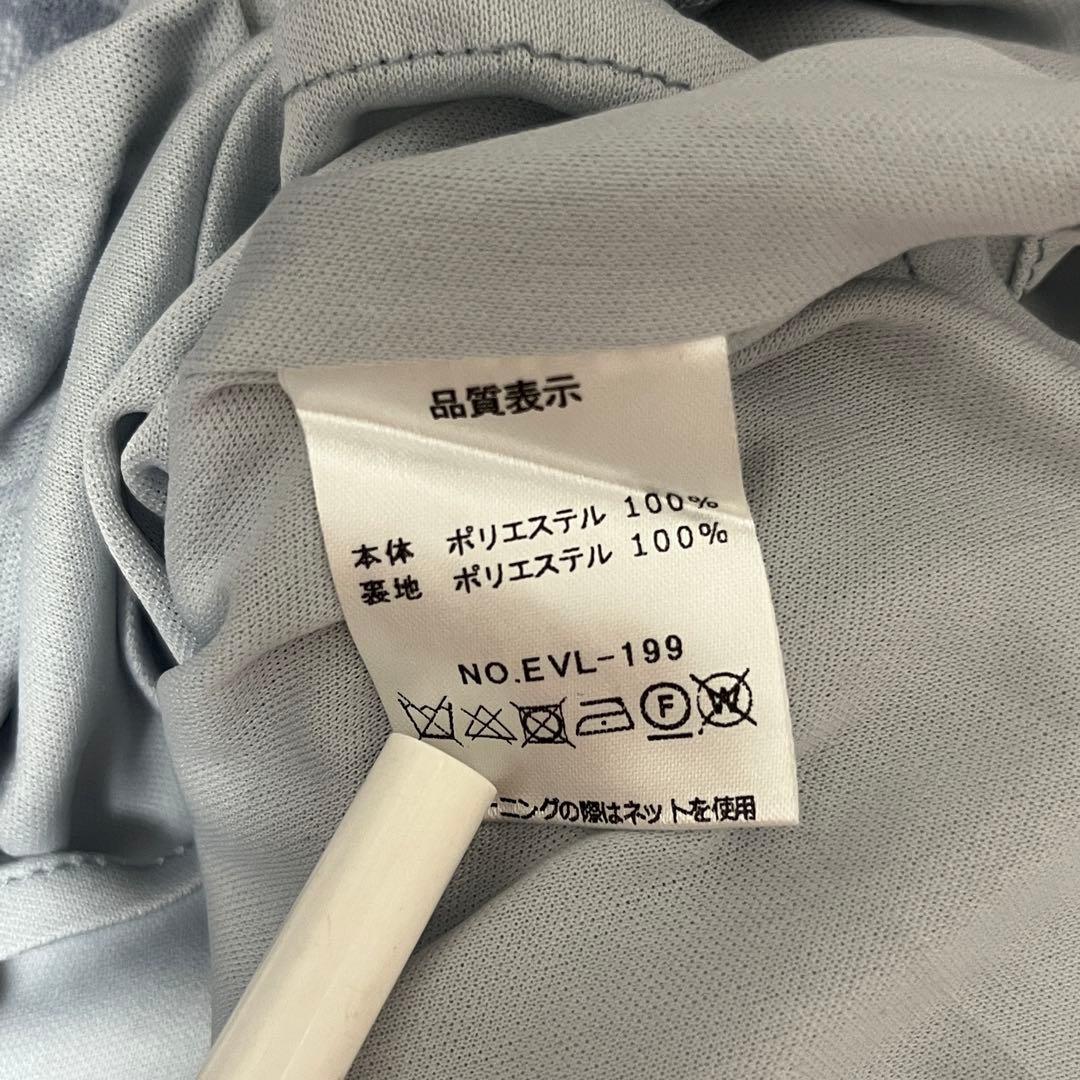 品質表示
本体 ポリエステル 100%
裏地 ポリエステル 100%
NO.EVL-199
F W
ーニングの際はネットを使用